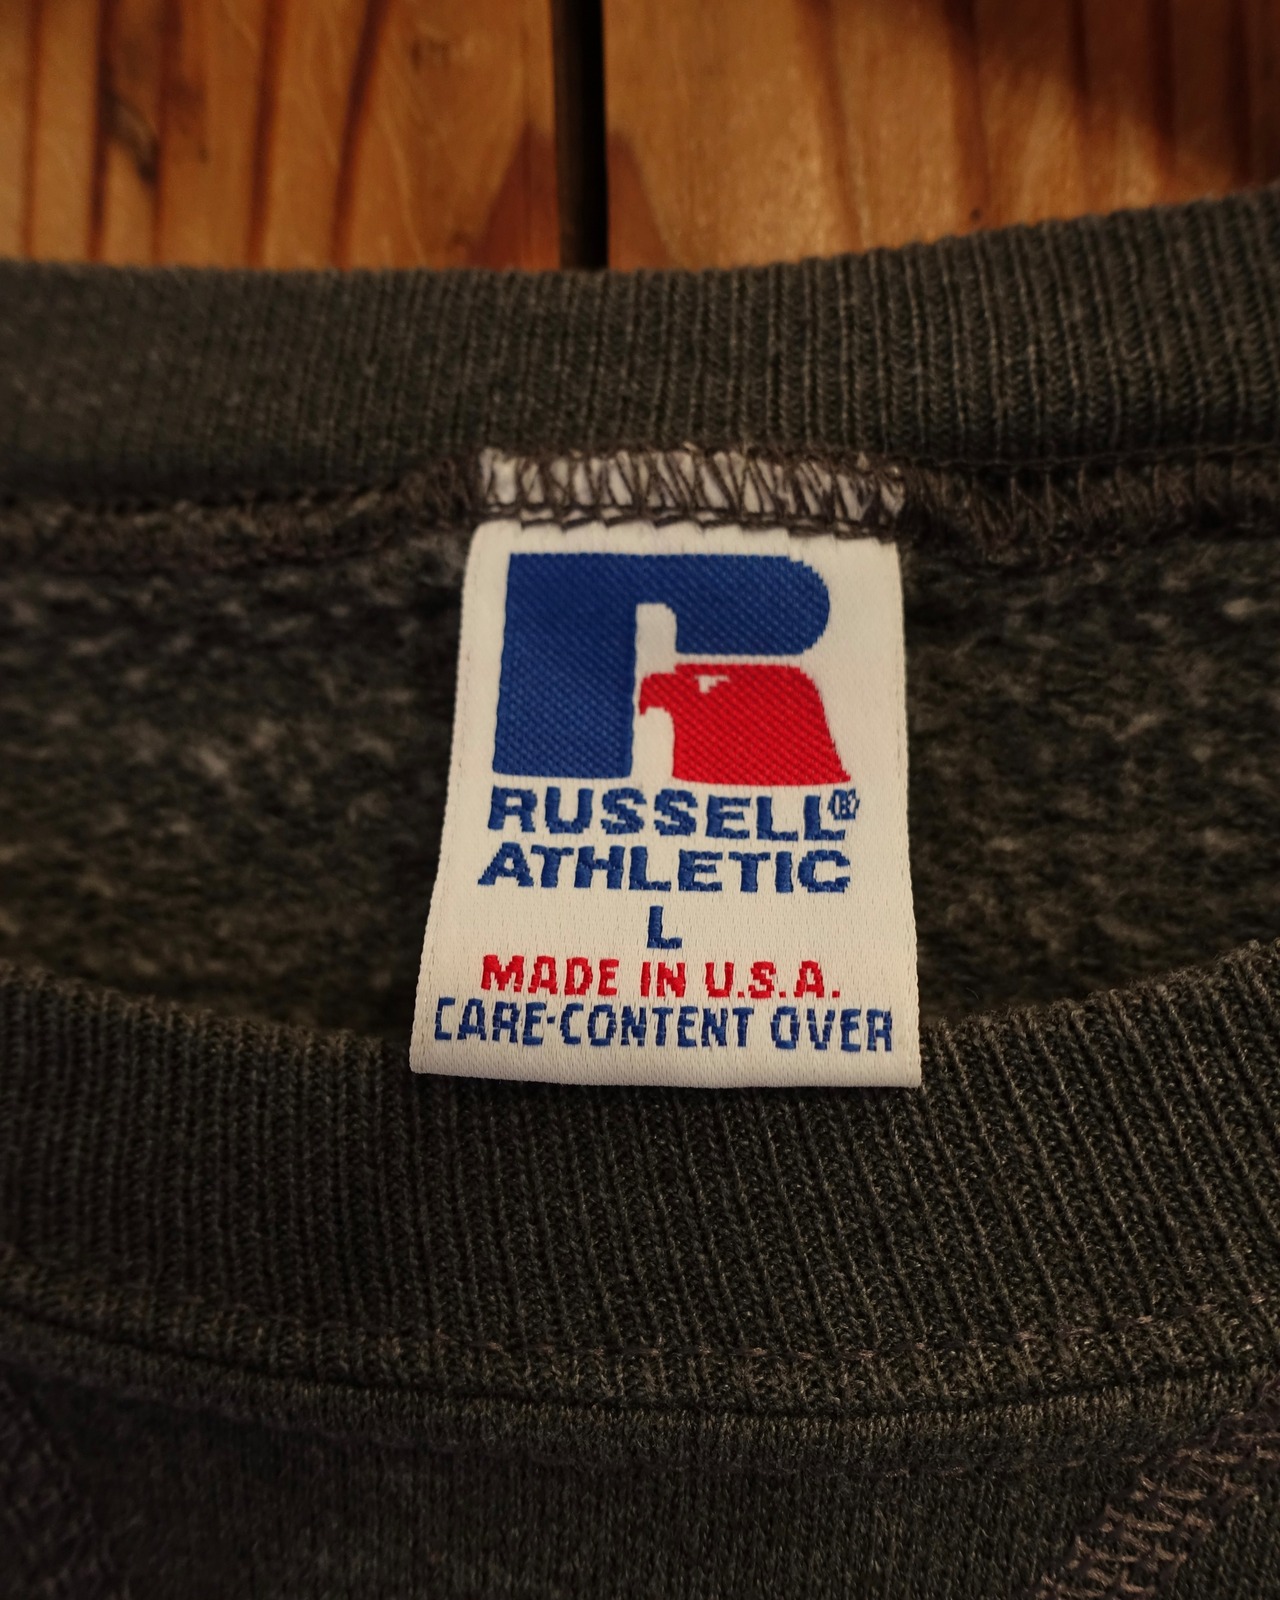 RUSSELL®
ATHLETIC
L
MADE IN U.S.A.
CARE-CONTENT OVER